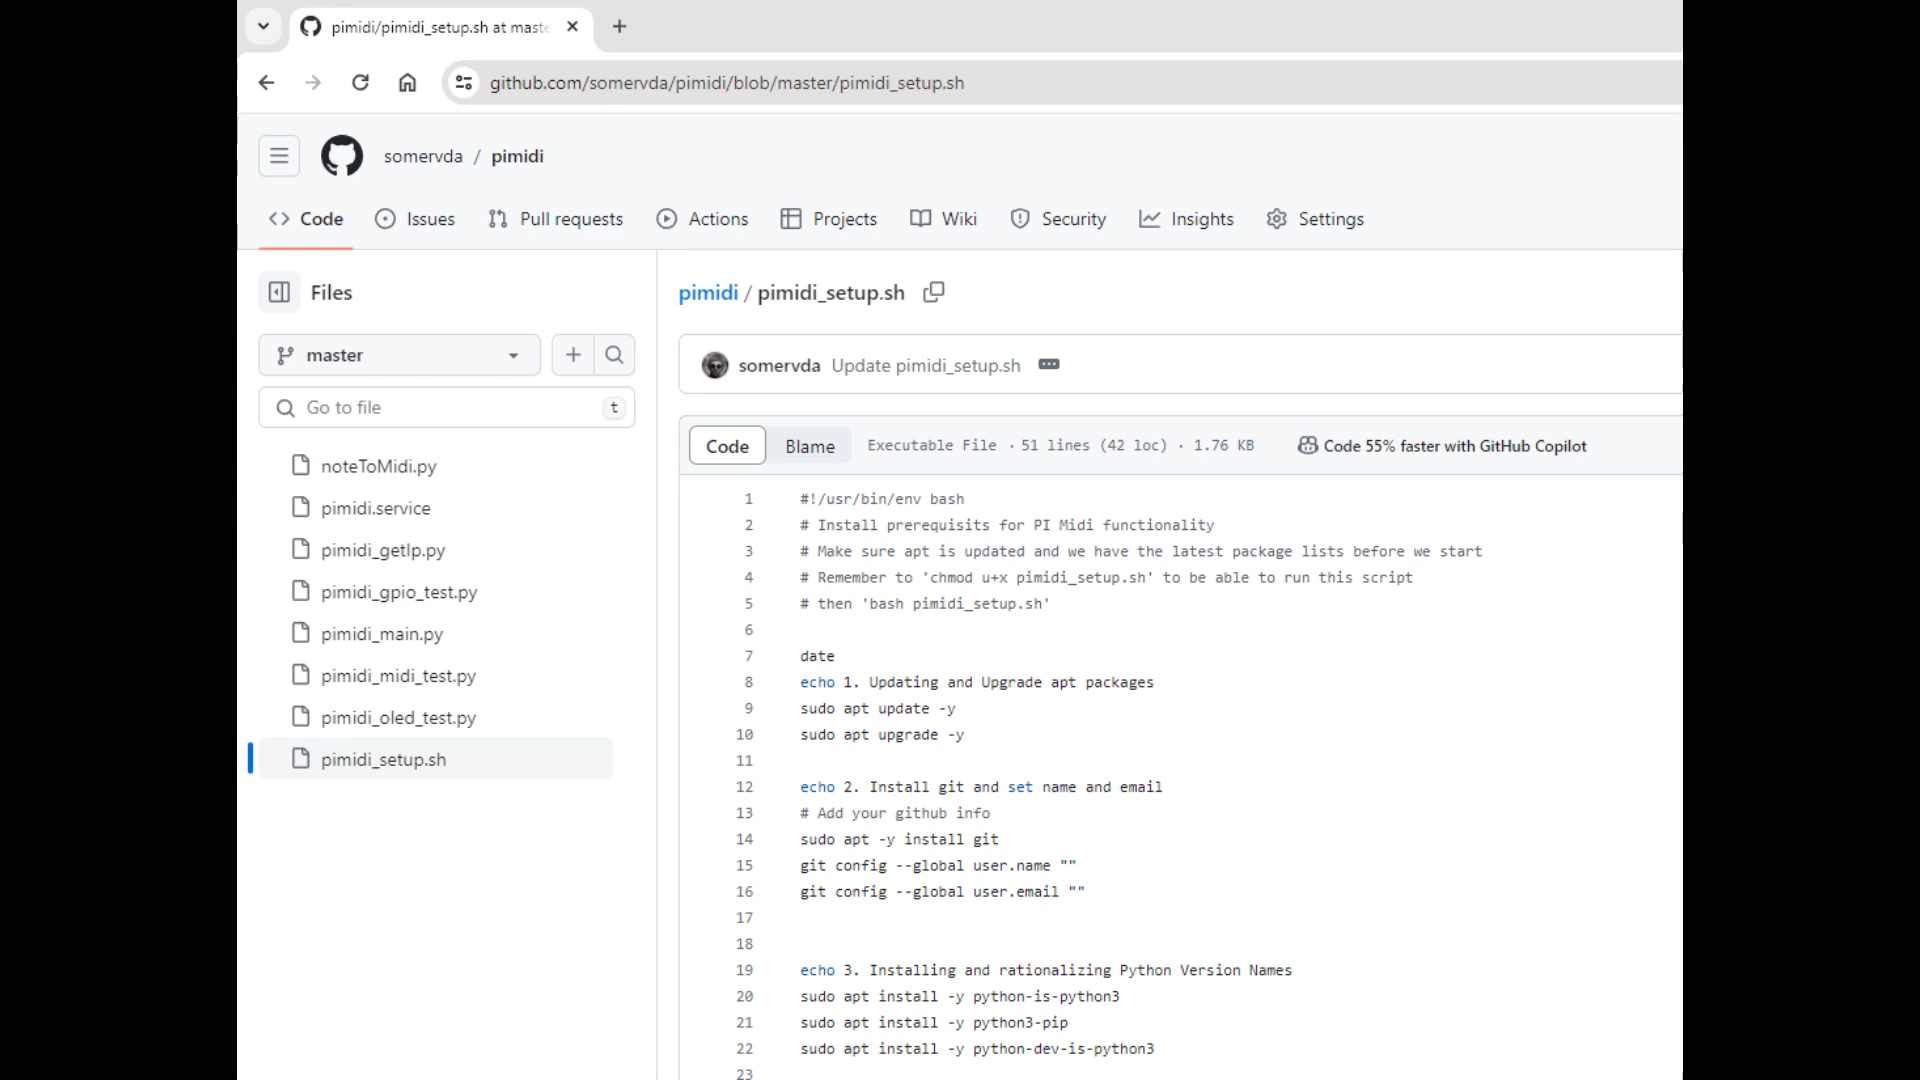 pimidi/pimidi_setup.sh at maste
github.com/somervda/pimidi/blob/master/pimidi_setup.sh
somervda / pimidi
Code Issues Pull requests Actions Projects Wiki Security Insights Settings
Files
master
Go to file t
noteToMidi.py
pimidi.service
pimidi_getIp.py
pimidi_gpio_test.py
pimidi_main.py
pimidi_midi_test.py
pimidi_oled_test.py
pimidi_setup.sh
pimidi / pimidi_setup.sh
somervda Update pimidi_setup.sh
Code Blame Executable File · 51 lines (42 loc) · 1.76 KB Code 55% faster with GitHub Copilot
1 #!/usr/bin/env bash
2 # Install prerequisits for PI Midi functionality
3 # Make sure apt is updated and we have the latest package lists before we start
4 # Remember to 'chmod u+x pimidi_setup.sh' to be able to run this script
5 # then 'bash pimidi_setup.sh'
6
7 date
8 echo 1. Updating and Upgrade apt packages
9 sudo apt update -y
10 sudo apt upgrade -y
11
12 echo 2. Install git and set name and email
13 # Add your github info
14 sudo apt -y install git
15 git config --global user.name ""
16 git config --global user.email ""
17
18
19 echo 3. Installing and rationalizing Python Version Names
20 sudo apt install -y python-is-python3
21 sudo apt install -y python3-pip
22 sudo apt install -y python-dev-is-python3
23